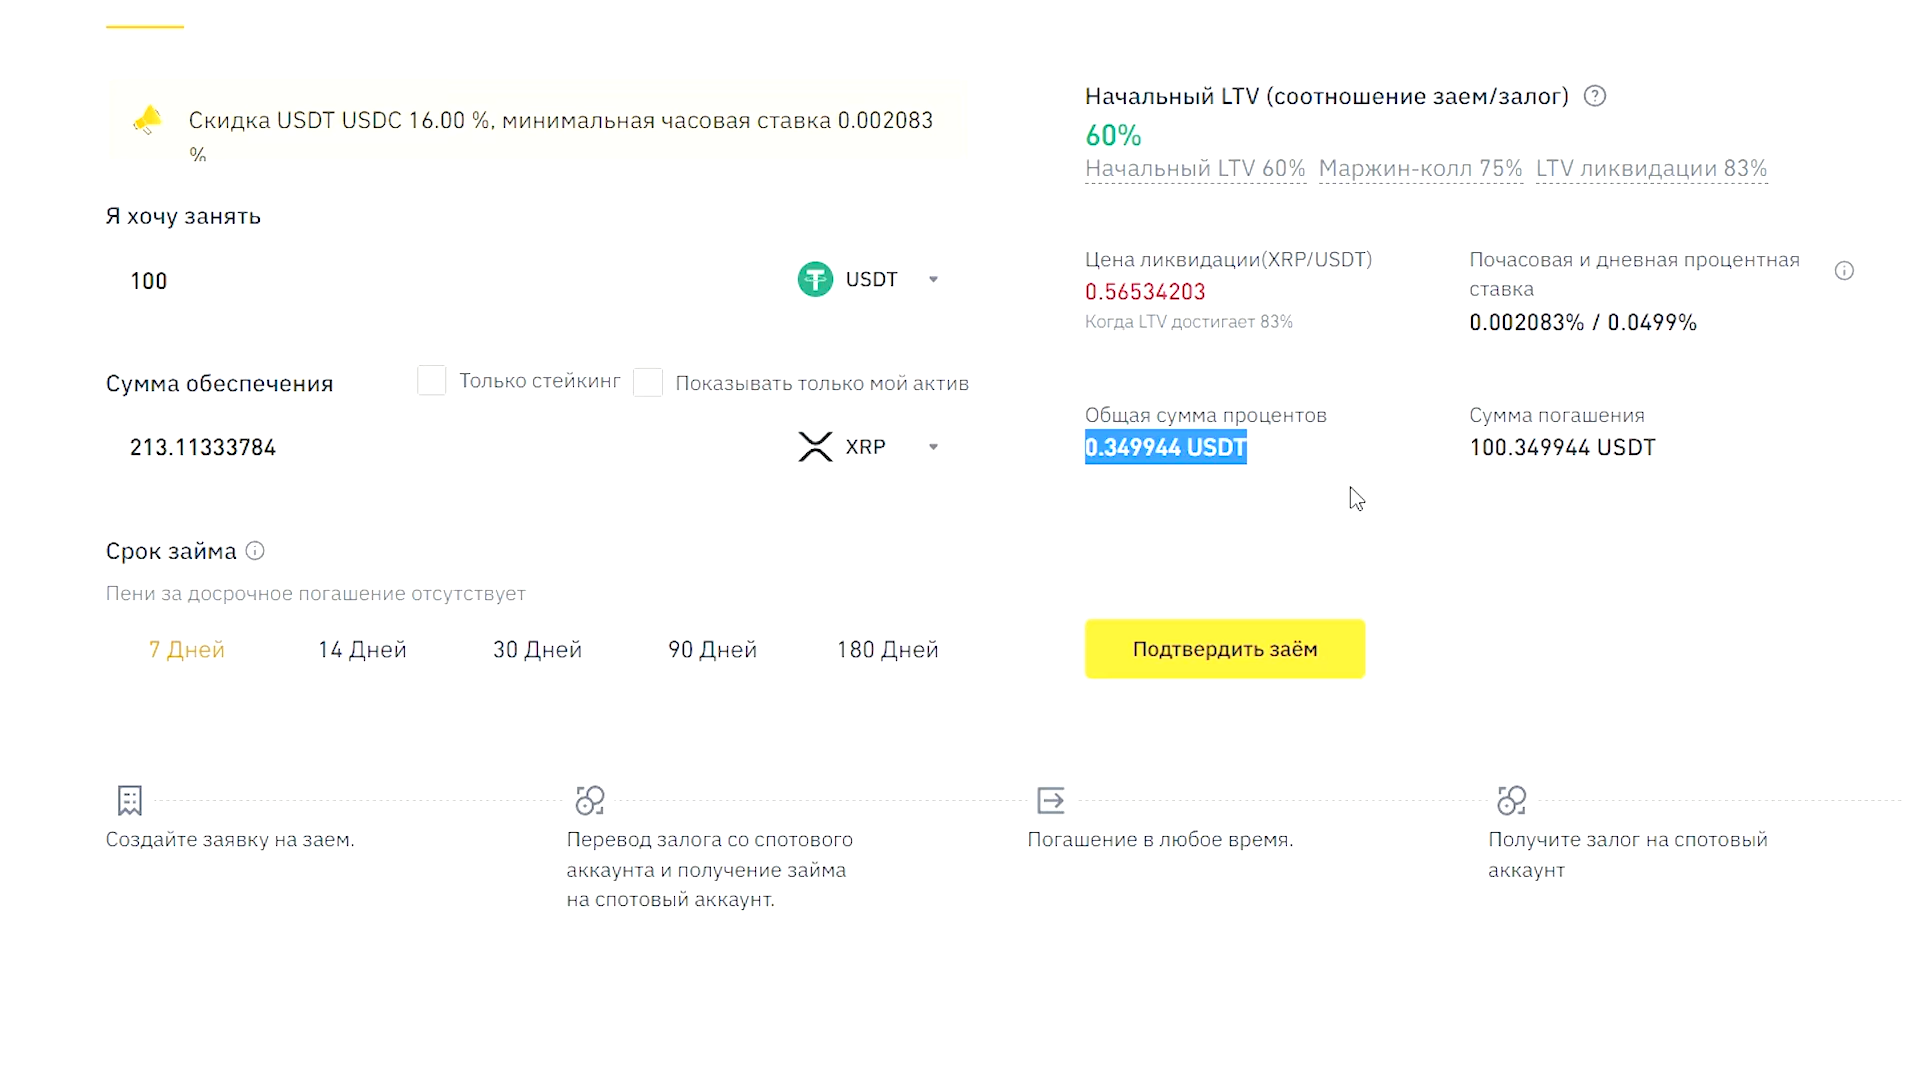 Скидка USDT USDC 16.00 %, минимальная часовая ставка 0.002083
%
Я хочу занять
100
USDT
Сумма обеспечения
Только стейкинг
Показывать только мой актив
213.11333784
XRP
Срок займа
Пени за досрочное погашение отсутствует
7 Дней
14 Дней
30 Дней
90 Дней
180 Дней
Начальный LTV (соотношение заем/залог)
60%
Начальный LTV 60% Маржин-колл 75% LTV ликвидации 83%
Цена ликвидации(XRP/USDT)
0.56534203
Когда LTV достигает 83%
Почасовая и дневная процентная
ставка
0.002083% / 0.0499%
Общая сумма процентов
0.349944 USDT
Сумма погашения
100.349944 USDT
Подтвердить заём
Создайте заявку на заем.
Перевод залога со спотового
аккаунта и получение займа
на спотовый аккаунт.
Погашение в любое время.
Получите залог на спотовый
аккаунт